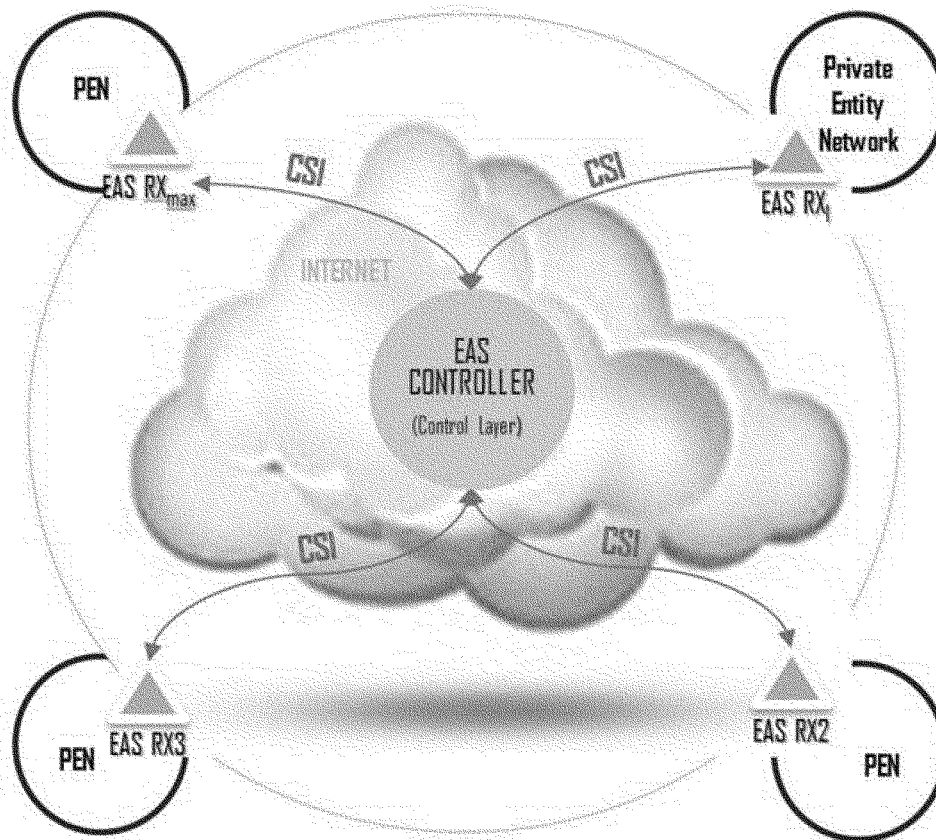 PEN
EAS RXmax
CSI
CSI
Private
Entity
Network
EAS RX1
INTERNET
EAS
CONTROLLER
(Control Layer)
CSI
CSI
PEN
EAS RX3
EAS RX2
PEN